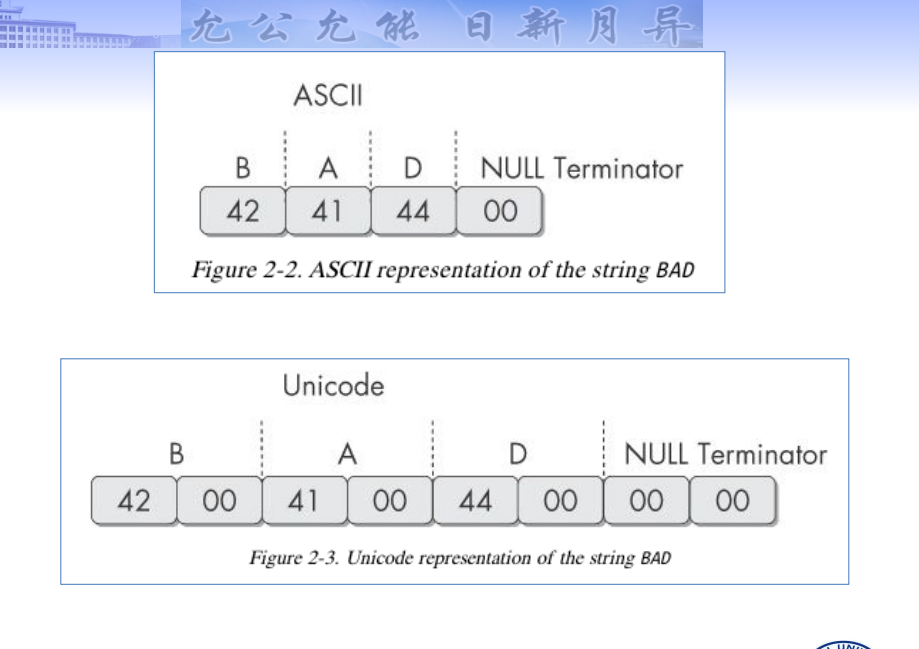 允公允能 日新月异
ASCII
B A D NULL Terminator
42 41 44 00
Figure 2-2. ASCII representation of the string BAD
Unicode
B A D NULL Terminator
42 00 41 00 44 00 00 00
Figure 2-3. Unicode representation of the string BAD